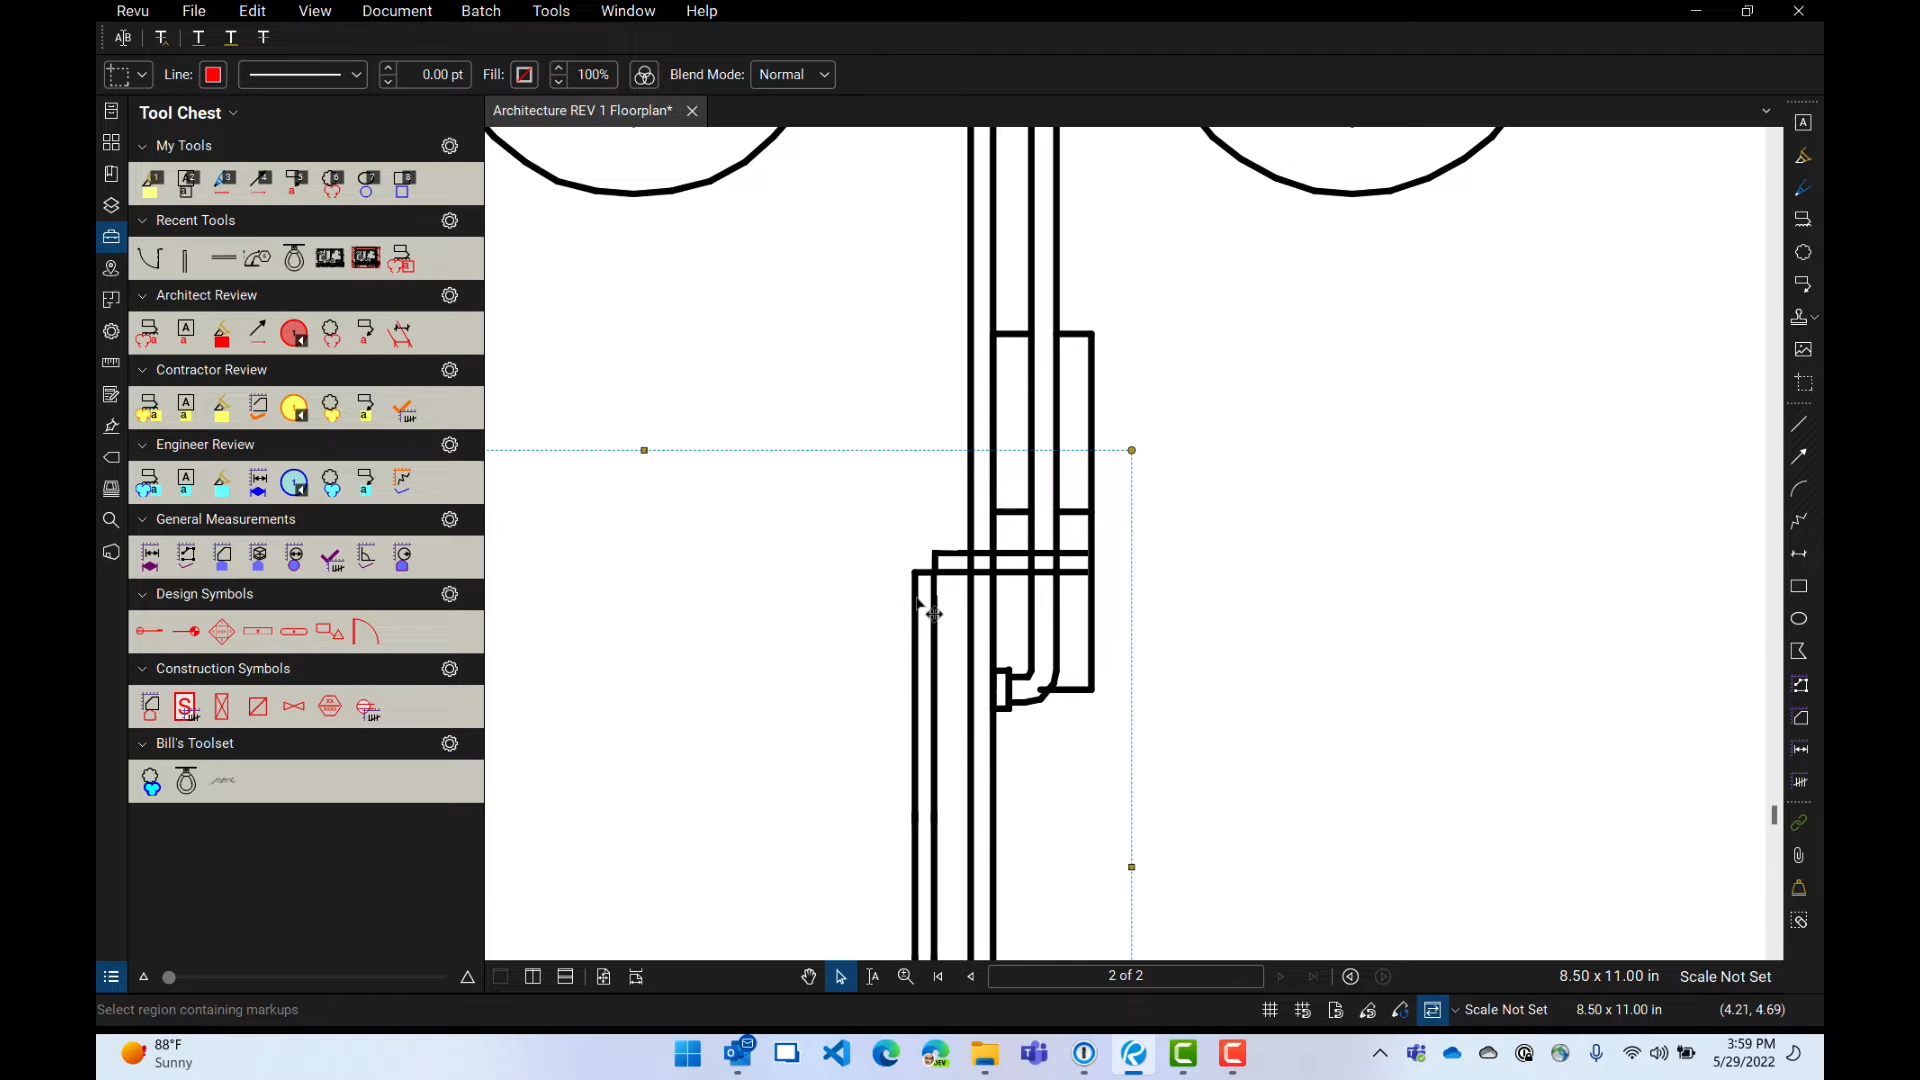 Revu File Edit View Document Batch Tools Window Help
Line: 0.00 pt Fill: 100% Blend Mode: Normal
Tool Chest
Architecture REV 1 Floorplan*
My Tools
Recent Tools
Architect Review
Contractor Review
Engineer Review
General Measurements
Design Symbols
Construction Symbols
Bill's Toolset
2 of 2
8.50 x 11.00 in Scale Not Set
Select region containing markups
Scale Not Set 8.50 x 11.00 in (4.21, 4.69)
88°F
Sunny
3:59 PM
5/29/2022